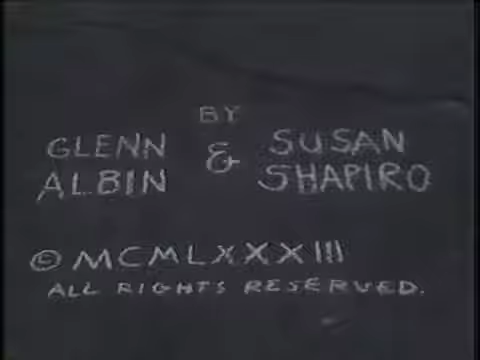 BY
GLENN & SUSAN
ALBIN SHAPIRO
© MCMLXXXIII
ALL RIGHTS RESERVED.